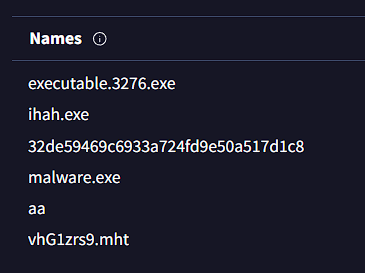 Names
executable.3276.exe
ihah.exe
32de59469c6933a724fd9e50a517d1c8
malware.exe
aa
vhG1zrs9.mht